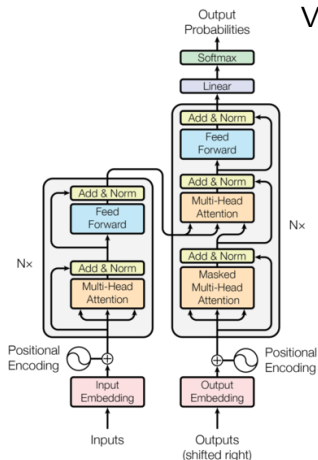 Output
Probabilities
V
Softmax
Linear
Add & Norm
Feed
Forward
Add & Norm
Multi-Head
Attention
Add & Norm
Masked
Multi-Head
Attention
N×
Add & Norm
Feed
Forward
Add & Norm
Multi-Head
Attention
N×
Positional
Encoding
Positional
Encoding
Input
Embedding
Output
Embedding
Inputs
Outputs
(shifted right)